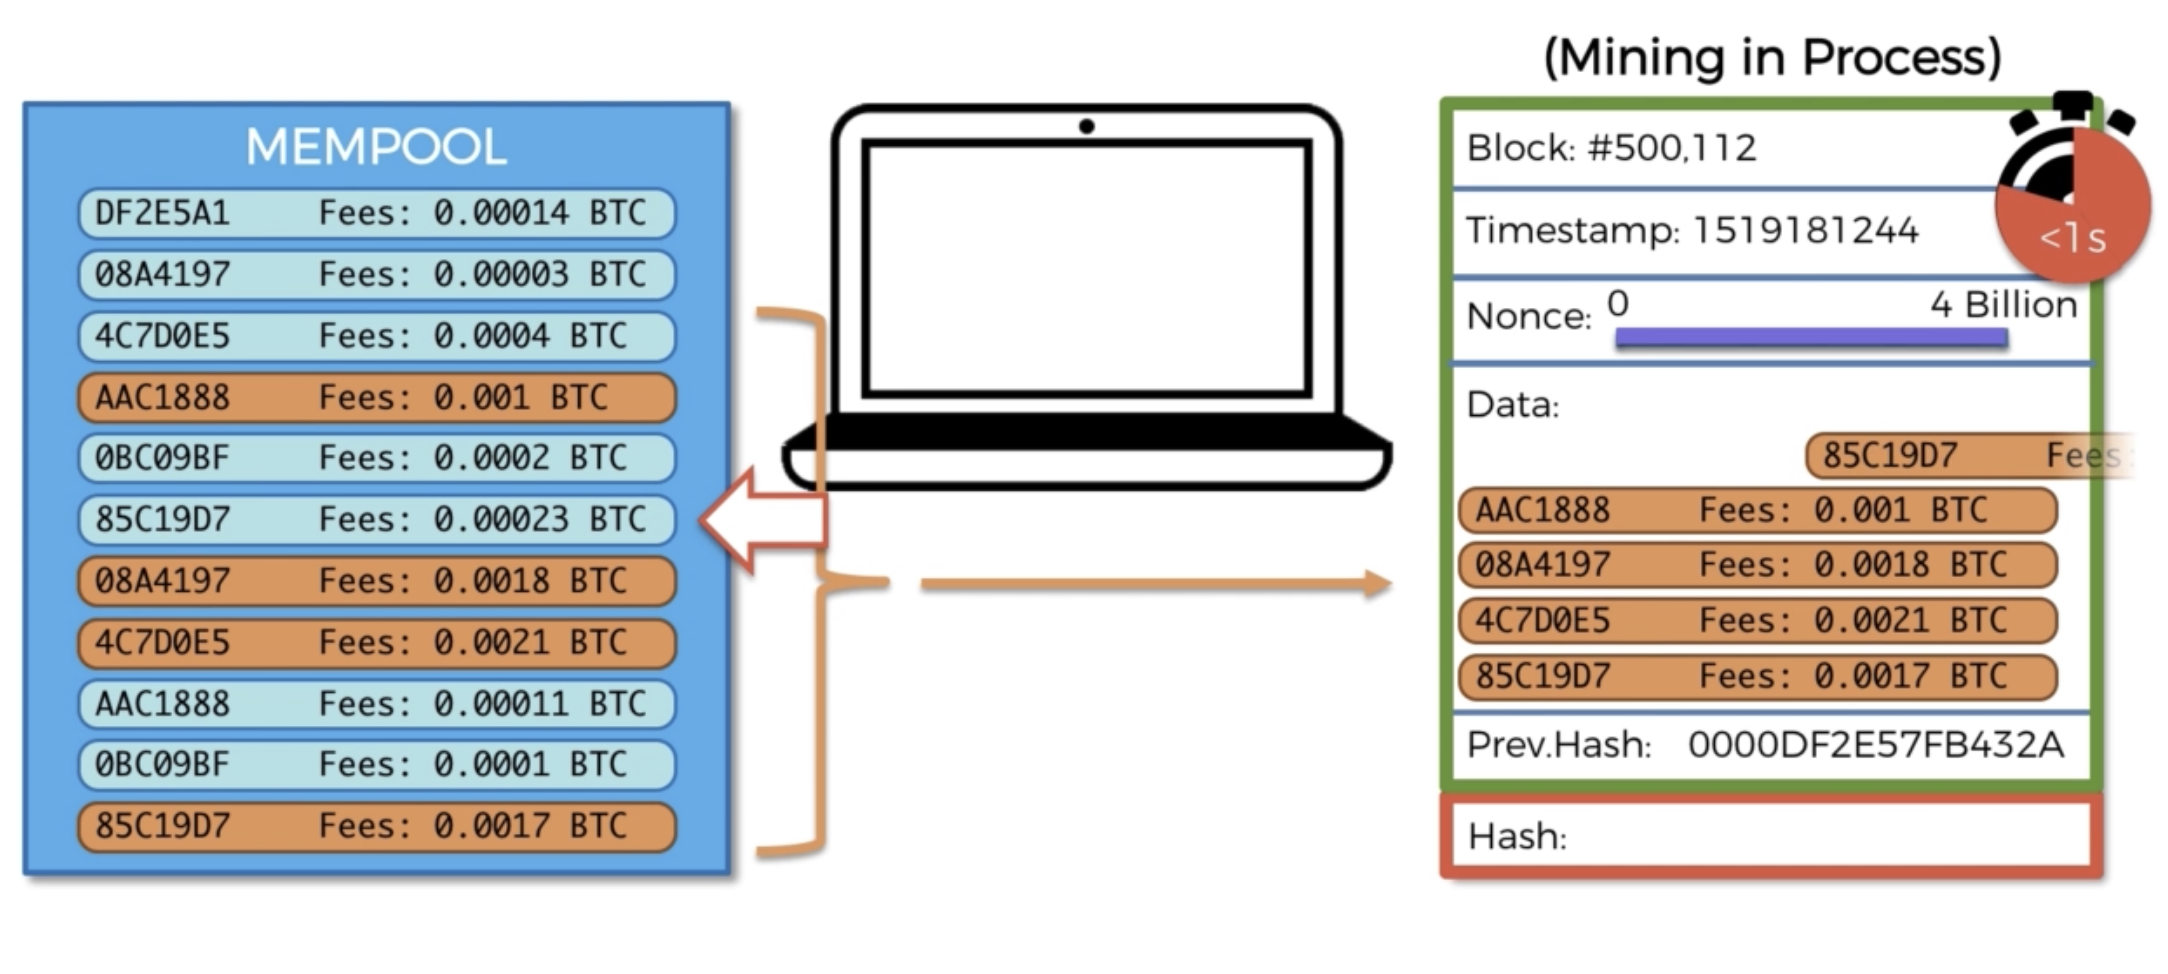 (Mining in Process)
MEMPOOL
DF2E5A1 Fees: 0.00014 BTC
08A4197 Fees: 0.00003 BTC
4C7D0E5 Fees: 0.0004 BTC
AAC1888 Fees: 0.001 BTC
0BC09BF Fees: 0.0002 BTC
85C19D7 Fees: 0.00023 BTC
08A4197 Fees: 0.0018 BTC
4C7D0E5 Fees: 0.0021 BTC
AAC1888 Fees: 0.00011 BTC
0BC09BF Fees: 0.0001 BTC
85C19D7 Fees: 0.0017 BTC
Block: #500,112
Timestamp: 1519181244
<1s
Nonce: 0 4 Billion
Data:
85C19D7 Fees:
AAC1888 Fees: 0.001 BTC
08A4197 Fees: 0.0018 BTC
4C7D0E5 Fees: 0.0021 BTC
85C19D7 Fees: 0.0017 BTC
Prev.Hash: 0000DF2E57FB432A
Hash: